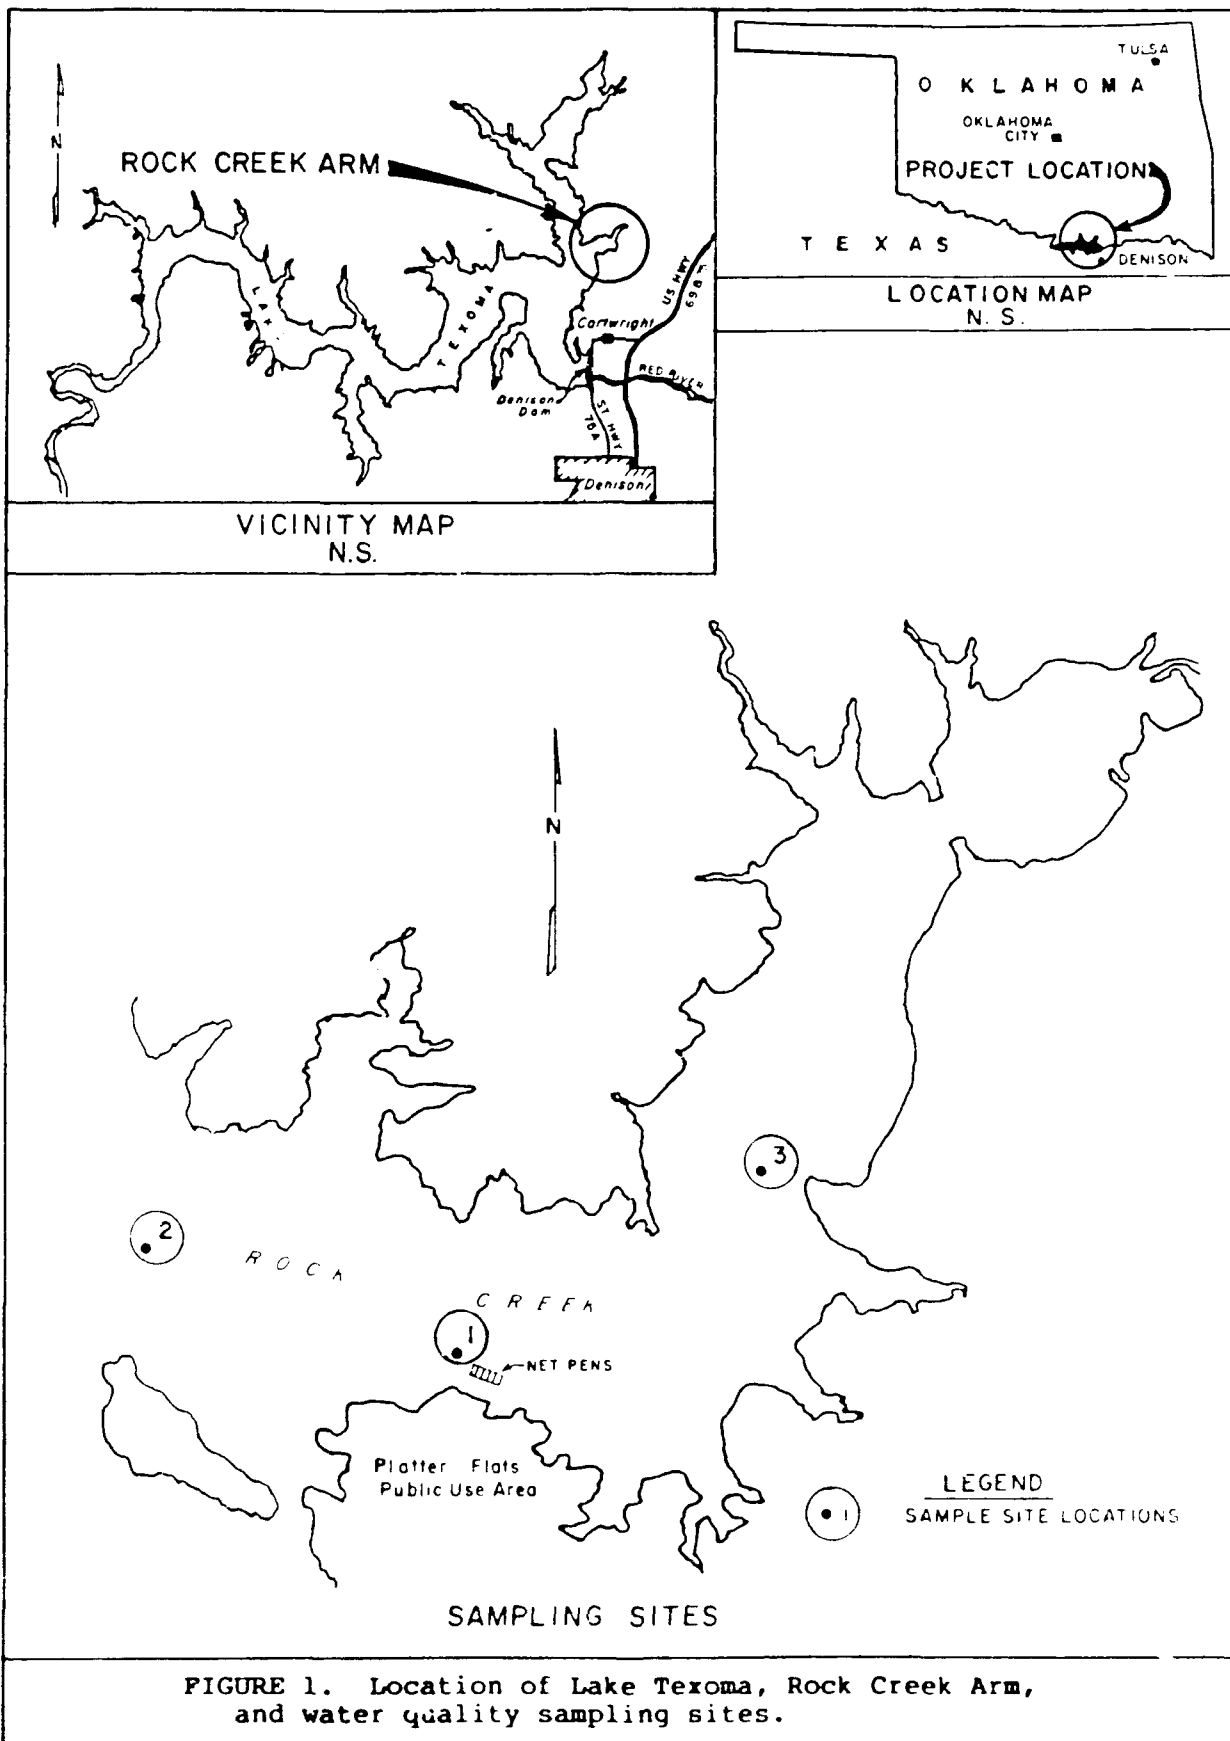 N
ROCK CREEK ARM
LAK
TEXOMA
US HWY
69 &
Cartwright
RED RIVER
Denison
Dam
ST HWY
78A
Denison
VICINITY MAP
N.S.
TULSA
OKLAHOMA
OKLAHOMA
CITY
PROJECT LOCATION
TEXAS
DENISON
LOCATION MAP
N. S.
N
3
2
ROCK
CREEK
1
NET PENS
Platter Flats
Public Use Area
LEGEND
1
SAMPLE SITE LOCATIONS
SAMPLING SITES
FIGURE 1. Location of Lake Texoma, Rock Creek Arm,
and water quality sampling sites.